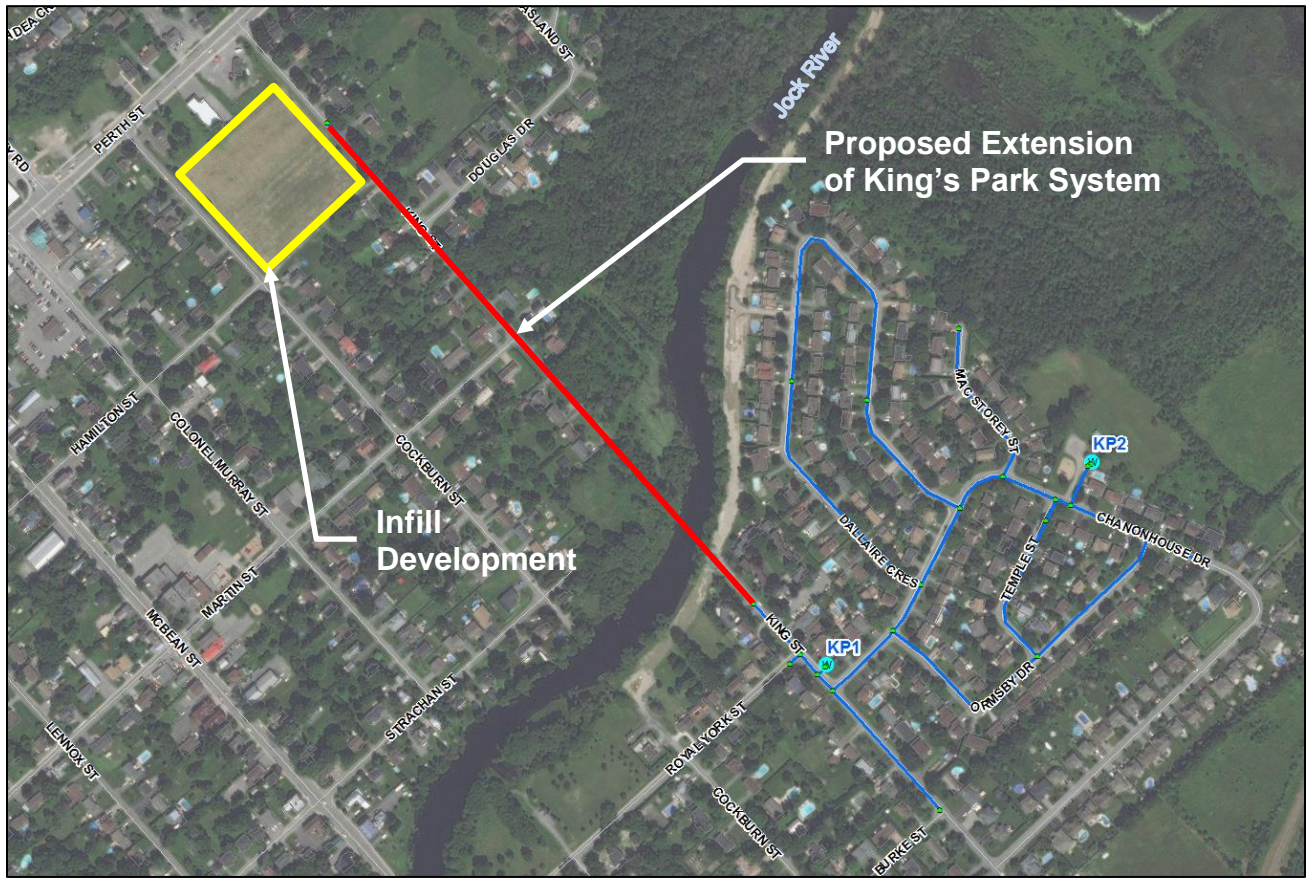 PERTH ST
DOUGLAS DR
Jock River
Proposed Extension
of King's Park System
KING ST
HAMILTON ST
COLONEL MURRAY ST
COCKBURN ST
MAC STOREY ST
KP2
Infill
Development
MARTIN ST
DALLAIRE CRES
TEMPLE ST
CHANONHOUSE DR
MCBEAN ST
KING ST
KP1
STRACHAN ST
ORMSBY DR
LENNOX ST
ROYAL YORK ST
COCKBURN ST
BURKE ST